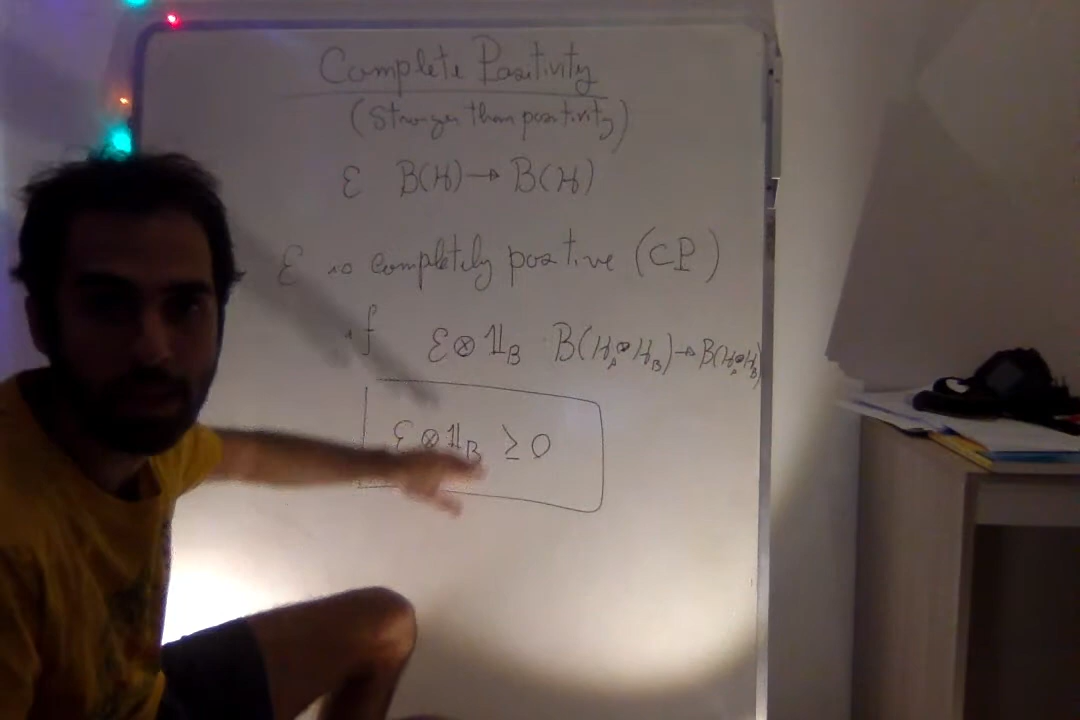 Complete Positivity
(Stronger than positivity)
ℰ B(H) → B(H)
ℰ is completely positive (CP)
if ℰ⊗𝟙_B B(H_A⊗H_B) → B(H_A⊗H_B)
ℰ⊗𝟙_B ≥ 0